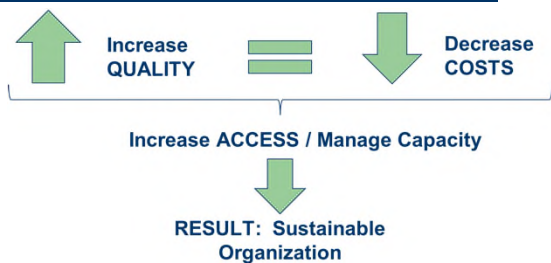 Increase
QUALITY
Decrease
COSTS
Increase ACCESS / Manage Capacity
RESULT: Sustainable
Organization